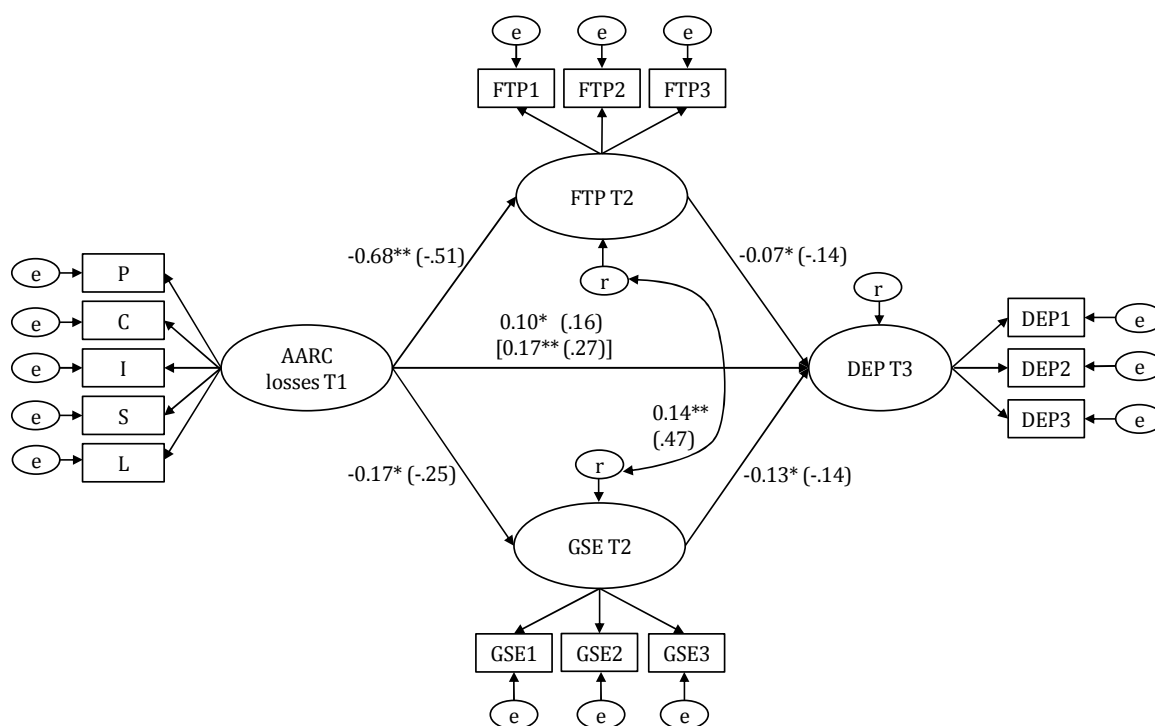 e e e
FTP1 FTP2 FTP3
FTP T2
-0.68** (-.51)
-0.07* (-.14)
r
r
e P
e C
e I
e S
e L
AARC
losses T1
0.10* (.16)
[0.17** (.27)]
DEP T3
DEP1 e
DEP2 e
DEP3 e
0.14**
(.47)
-0.17* (-.25)
r
-0.13* (-.14)
GSE T2
GSE1 GSE2 GSE3
e e e